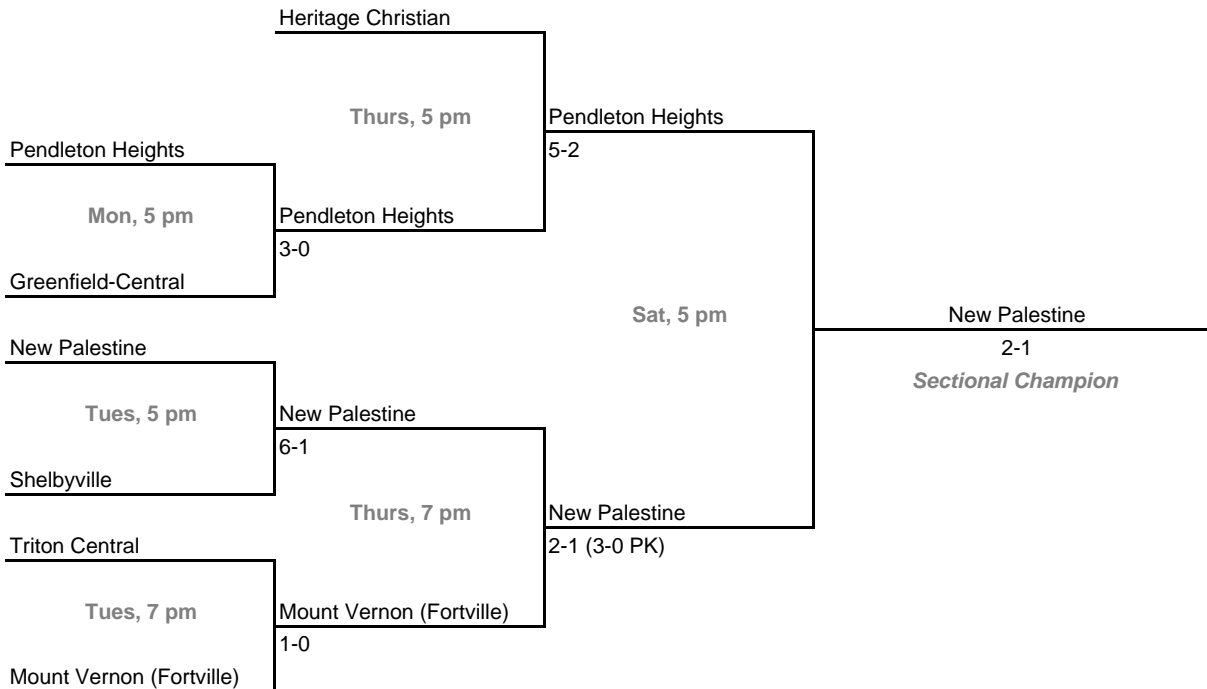 Heritage Christian
Thurs, 5 pm
Pendleton Heights
Pendleton Heights
5-2
Mon, 5 pm
Pendleton Heights
3-0
Greenfield-Central
Sat, 5 pm
New Palestine
New Palestine
2-1
Sectional Champion
Tues, 5 pm
New Palestine
6-1
Shelbyville
Thurs, 7 pm
New Palestine
Triton Central
2-1 (3-0 PK)
Tues, 7 pm
Mount Vernon (Fortville)
1-0
Mount Vernon (Fortville)